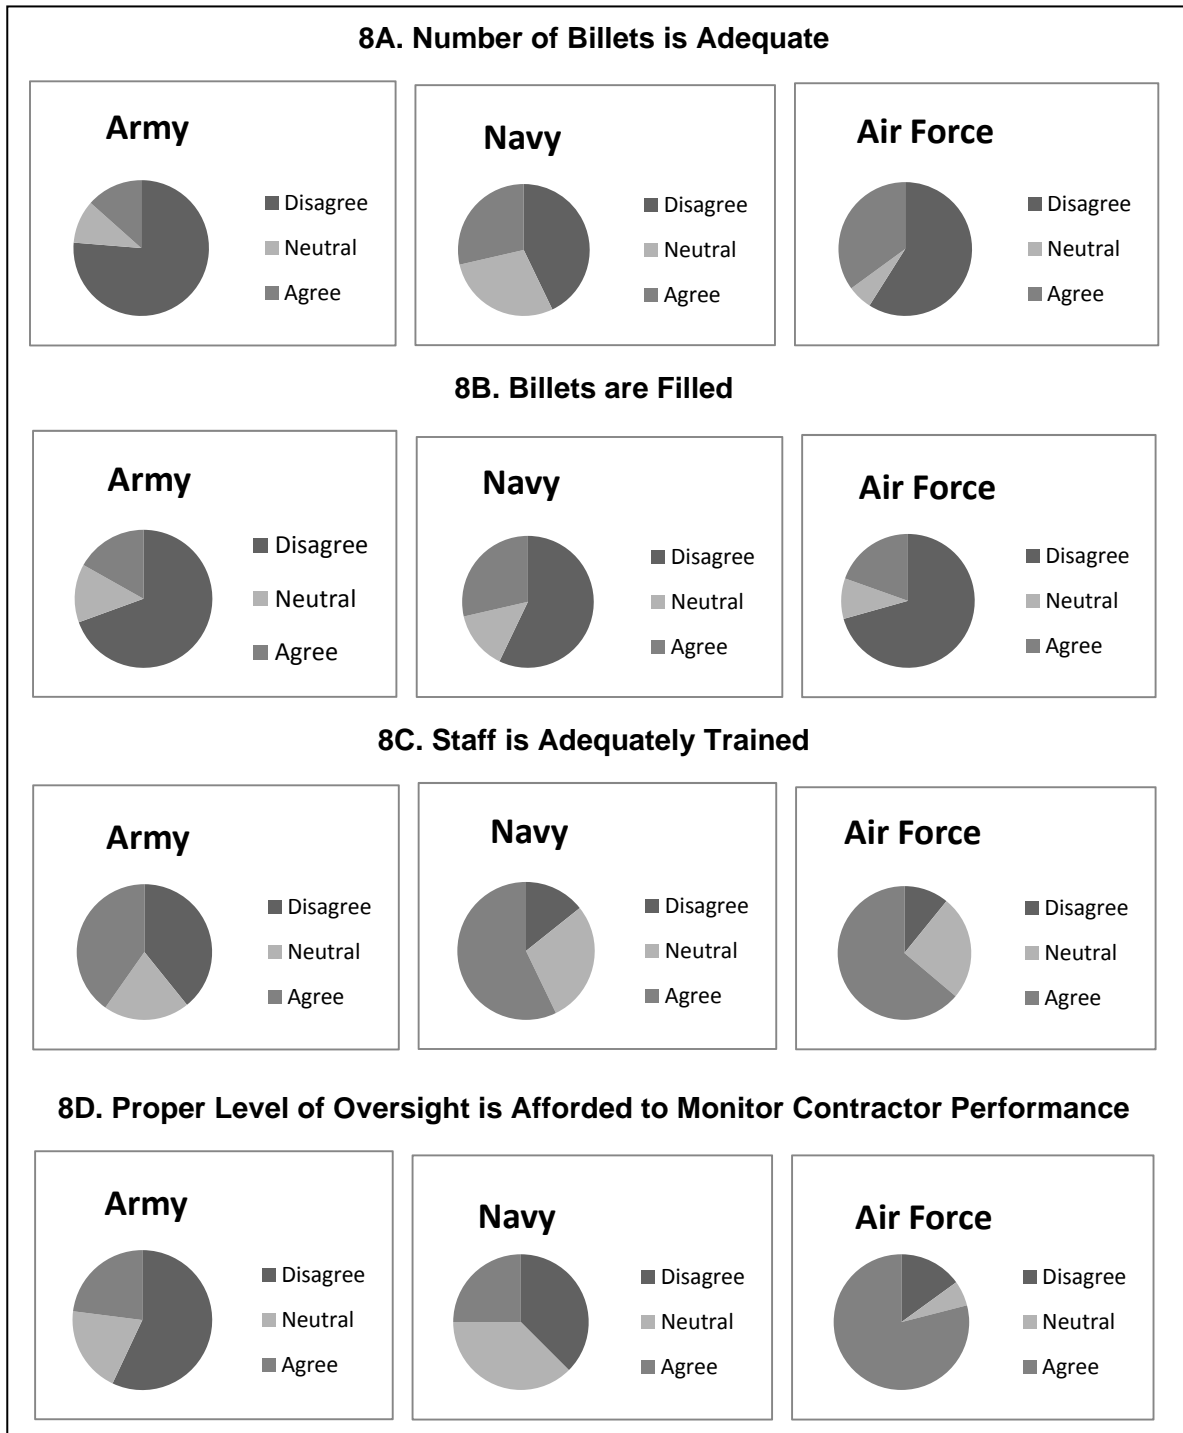 8A. Number of Billets is Adequate
Army
Disagree
Neutral
Agree
Navy
Disagree
Neutral
Agree
Air Force
Disagree
Neutral
Agree
8B. Billets are Filled
Army
Disagree
Neutral
Agree
Navy
Disagree
Neutral
Agree
Air Force
Disagree
Neutral
Agree
8C. Staff is Adequately Trained
Army
Disagree
Neutral
Agree
Navy
Disagree
Neutral
Agree
Air Force
Disagree
Neutral
Agree
8D. Proper Level of Oversight is Afforded to Monitor Contractor Performance
Army
Disagree
Neutral
Agree
Navy
Disagree
Neutral
Agree
Air Force
Disagree
Neutral
Agree